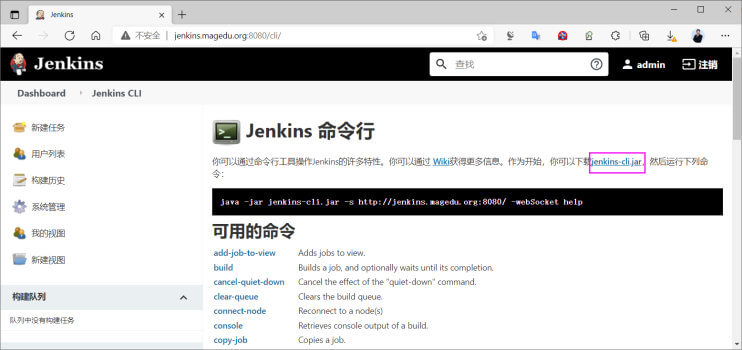 Jenkins
不安全 | jenkins.magedu.org:8080/cli/
Jenkins
查找
admin
注销
Dashboard
Jenkins CLI
新建任务
用户列表
构建历史
系统管理
我的视图
新建视图
构建队列
队列中没有构建任务
Jenkins 命令行
你可以通过命令行工具操作Jenkins的许多特性。你可以通过 Wiki获得更多信息。作为开始，你可以下载jenkins-cli.jar，然后运行下列命
令：
java -jar jenkins-cli.jar -s http://jenkins.magedu.org:8080/ -webSocket help
可用的命令
add-job-to-view Adds jobs to view.
build Builds a job, and optionally waits until its completion.
cancel-quiet-down Cancel the effect of the "quiet-down" command.
clear-queue Clears the build queue.
connect-node Reconnect to a node(s)
console Retrieves console output of a build.
copy-job Copies a job.